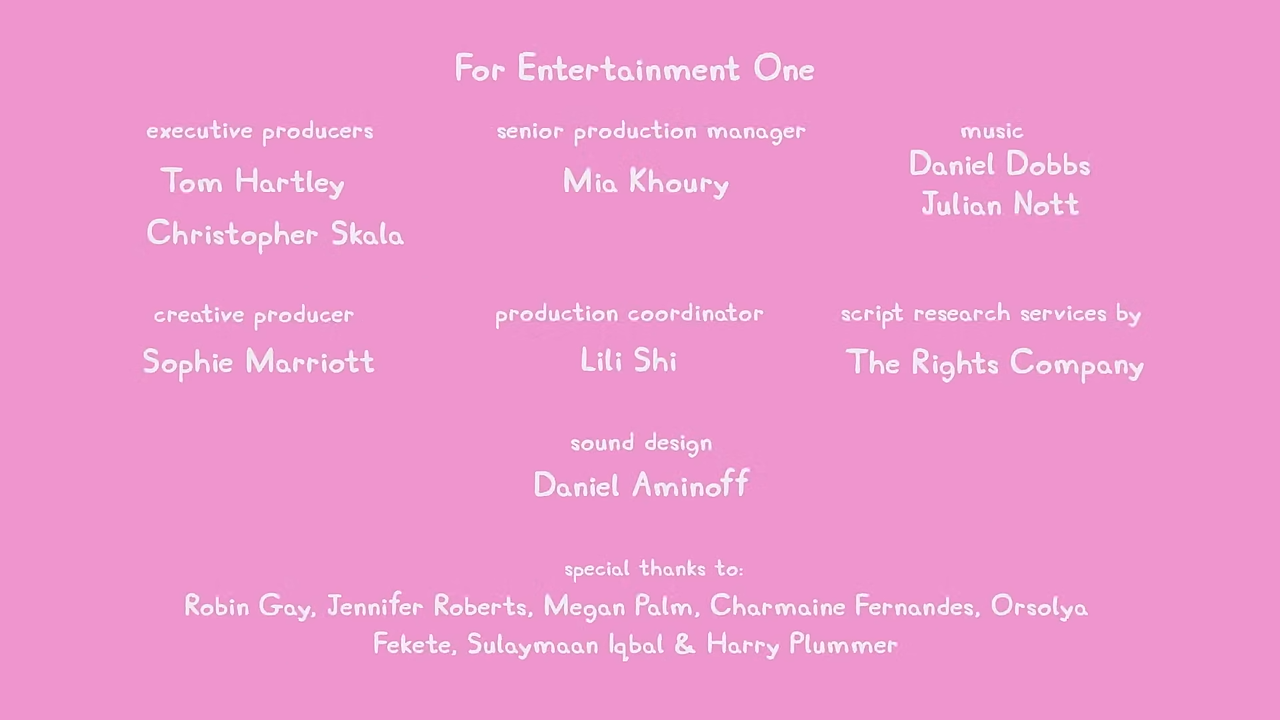 For Entertainment One
executive producers
Tom Hartley
Christopher Skala
senior production manager
Mia Khoury
music
Daniel Dobbs
Julian Nott
creative producer
Sophie Marriott
production coordinator
Lili Shi
script research services by
The Rights Company
sound design
Daniel Aminoff
special thanks to:
Robin Gay, Jennifer Roberts, Megan Palm, Charmaine Fernandes, Orsolya
Fekete, Sulaymaan Iqbal & Harry Plummer